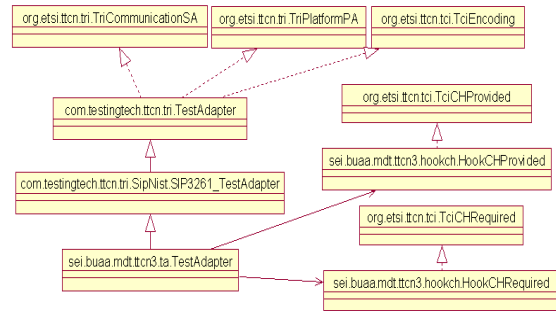 org.etsi.ttcn.tri.TriCommunicationSA
org.etsi.ttcn.tri.TriPlatformPA
org.etsi.ttcn.tci.TciEncoding
org.etsi.ttcn.tci.TciCHProvided
com.testingtech.ttcn.tri.TestAdapter
sei.buaa.mdt.ttcn3.hookch.HookCHProvided
com.testingtech.ttcn.tri.SipNist.SIP3261_TestAdapter
org.etsi.ttcn.tci.TciCHRequired
sei.buaa.mdt.ttcn3.ta.TestAdapter
sei.buaa.mdt.ttcn3.hookch.HookCHRequired